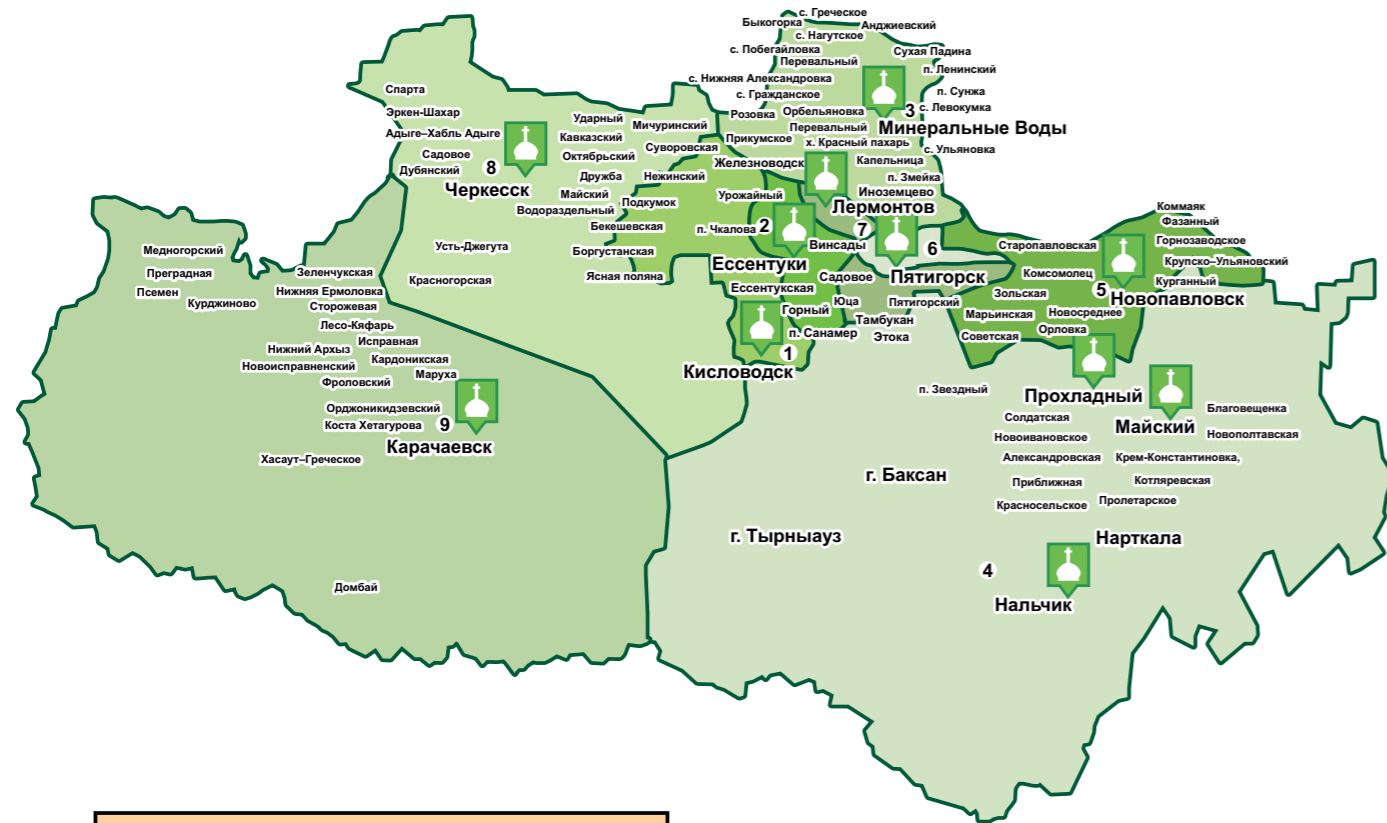 с. Греческое
Быкогорка
Анджиевский
с. Нагутское
с. Побегайловка
Сухая Падина
Перевальный
п. Ленинский
с. Нижняя Александровка
с. Гражданское
п. Сунжа
3
с. Левокумка
Розовка
Орбельяновка
Минеральные Воды
Перевальный
Прикумское
х. Красный пахарь
с. Ульяновка
Железноводск
Капельница
п. Змейка
Иноземцево
Лермонтов
7
Спарта
Эркен-Шахар
Ударный
Мичуринский
Адыге–Хабль Адыге
Кавказский
Суворовская
Садовое
Октябрьский
8
Дубянский
Дружба
Нежинский
Черкесск
Майский
Подкумок
Водораздельный
Бекешевская
Усть-Джегута
Боргустанская
Красногорская
Ясная поляна
Урожайный
п. Чкалова
2
Винсады
6
Ессентуки
Пятигорск
Садовое
Ессентукская
Юца
Пятигорский
Горный
Тамбукан
п. Санамер
Этока
1
Кисловодск
Коммаяк
Фазанный
Старопавловская
Горнозаводское
Крупско–Ульяновский
Комсомолец
Курганный
5
Зольская
Новопавловск
Марьинская
Новосреднее
Орловка
Советская
Медногорский
Преградная
Зеленчукская
Псемен
Нижняя Ермоловка
Курджиново
Сторожевая
Лесо-Кяфарь
Исправная
Нижний Архыз
Кардоникская
Новоисправненский
Маруха
Фроловский
Орджоникидзевский
Коста Хетагурова
9
Карачаевск
Хасаут–Греческое
Домбай
п. Звездный
Прохладный
Солдатская
Майский
Благовещенка
Новоивановское
Новополтавская
Александровская
Крем-Константиновка,
г. Баксан
Приближная
Котляревская
Красносельское
Пролетарское
г. Тырныауз
Нарткала
4
Нальчик